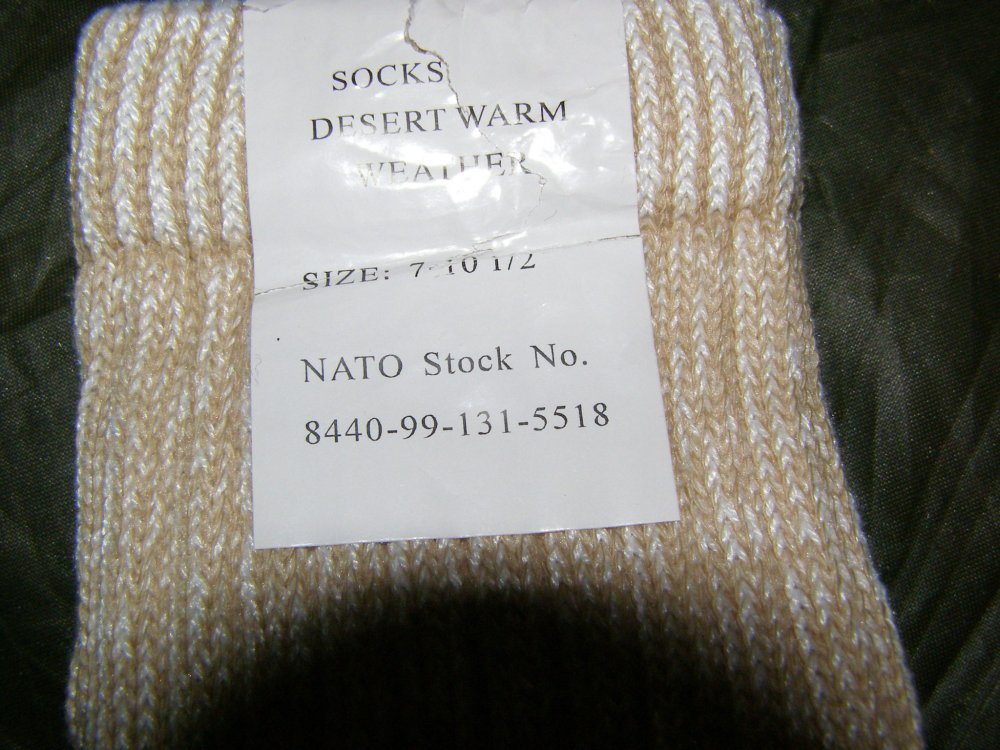 SOCKS
DESERT WARM
WEATHER
SIZE: 7-10 1/2
NATO Stock No.
8440-99-131-5518